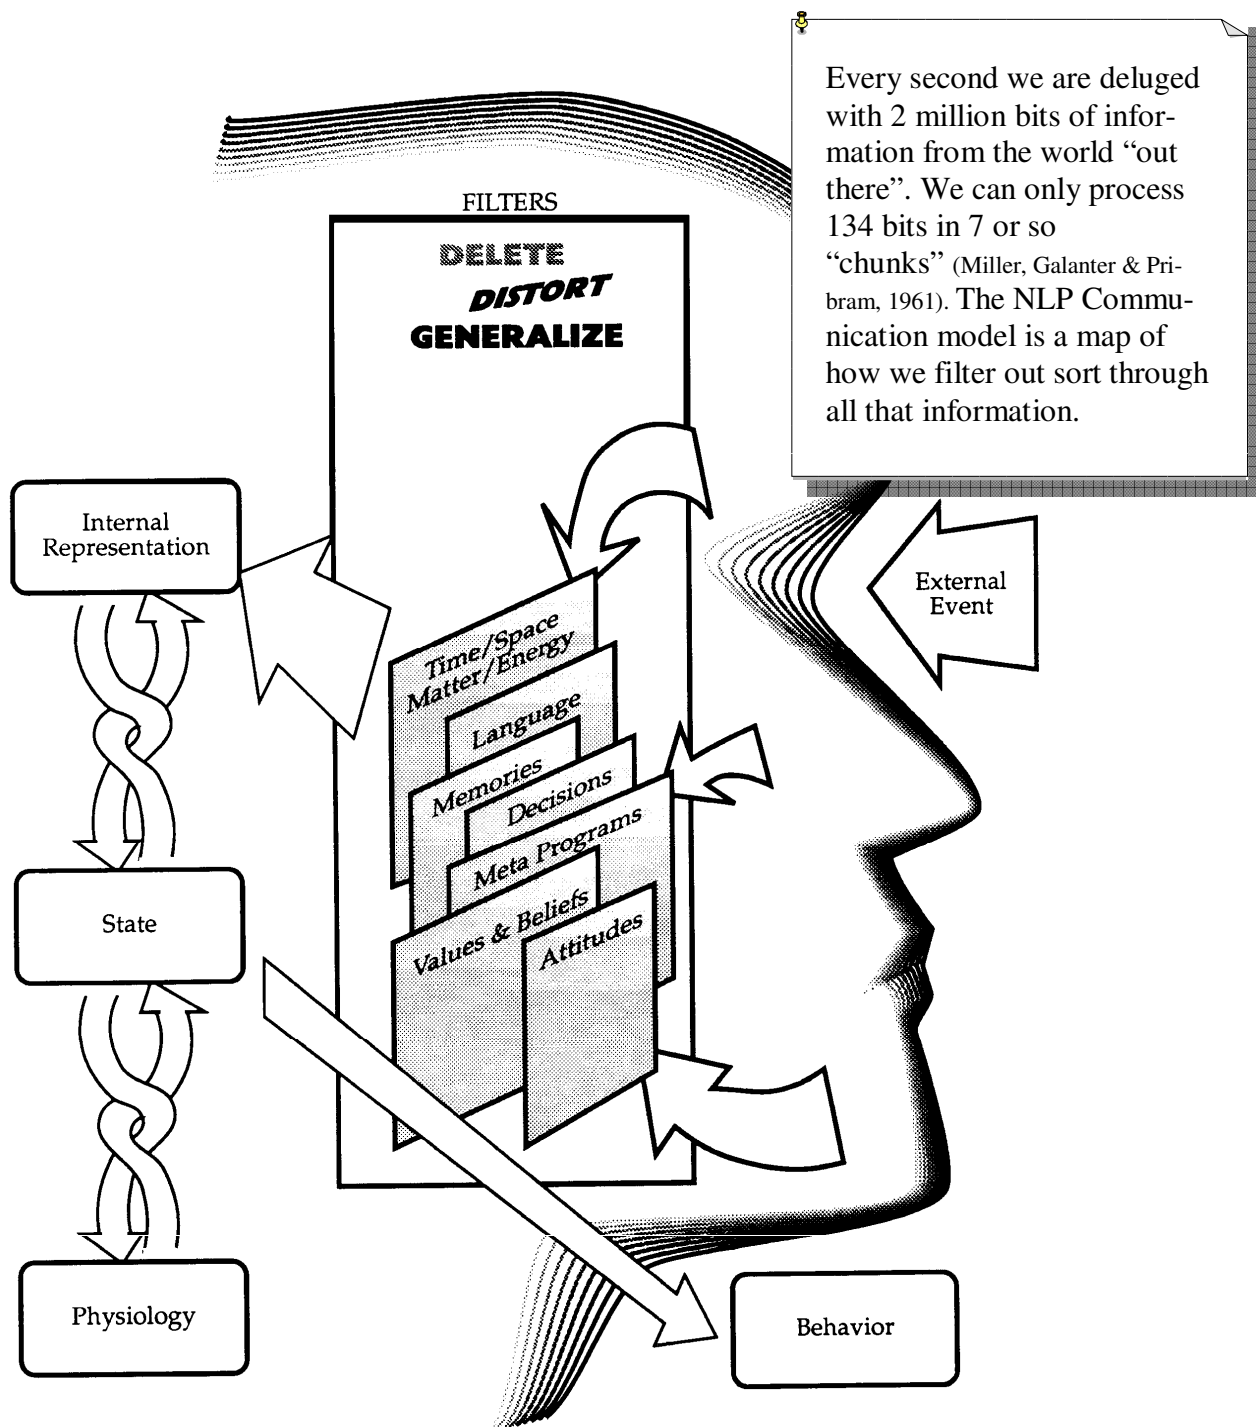 Every second we are deluged
with 2 million bits of infor-
mation from the world “out
there”. We can only process
134 bits in 7 or so
“chunks” (Miller, Galanter & Pri-
bram, 1961). The NLP Commu-
nication model is a map of
how we filter out sort through
all that information.
FILTERS
DELETE
DISTORT
GENERALIZE
Internal
Representation
External
Event
Time/Space
Matter/Energy
Language
Memories
Decisions
Meta Programs
Values & Beliefs
Attitudes
State
Physiology
Behavior